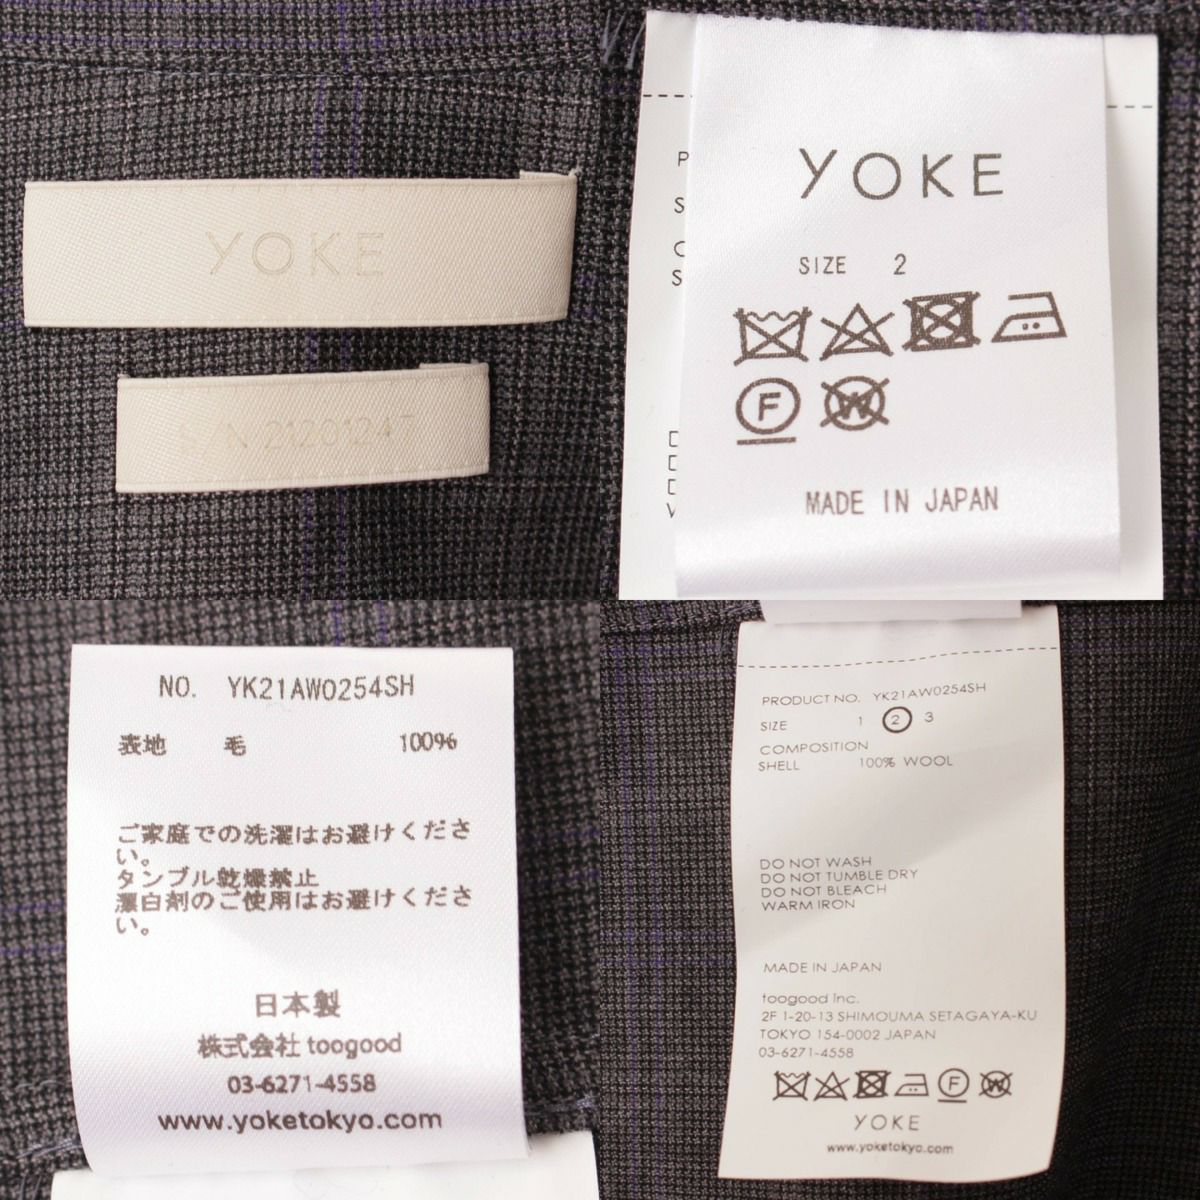 YOKE
YOKE
SIZE 2
F
W
MADE IN JAPAN
NO. YK21AW0254SH
表地 毛 100%
ご家庭での洗濯はお避けくださ
い。
タンブル乾燥禁止
漂白剤のご使用はお避けくださ
い。
日本製
株式会社 toogood
03-6271-4558
www.yoketokyo.com
PRODUCT NO. YK21AW0254SH
SIZE 1 2 3
COMPOSITION
SHELL 100% WOOL
DO NOT WASH
DO NOT TUMBLE DRY
DO NOT BLEACH
WARM IRON
MADE IN JAPAN
toogood Inc.
2F 1-20-13 SHIMOUMA SETAGAYA-KU
TOKYO 154-0002 JAPAN
03-6271-4558
F
W
YOKE
www.yoketokyo.com